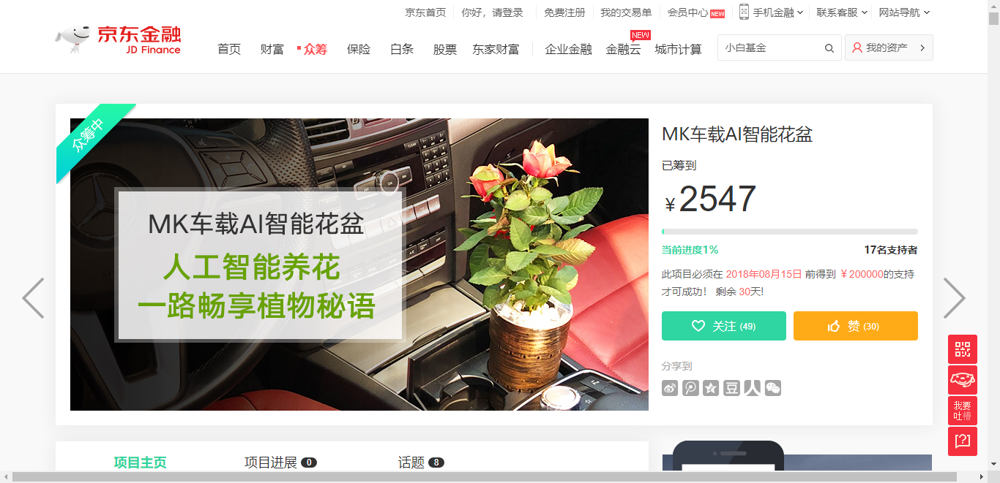 京东首页 你好，请登录 免费注册 我的交易单 会员中心 NEW 手机金融 联系客服 网站导航
京东金融
JD Finance
首页 财富 众筹 保险 白条 股票 东家财富 企业金融 金融云 NEW 城市计算
小白基金
我的资产
众筹中
MK车载AI智能花盆
人工智能养花
一路畅享植物秘语
MK车载AI智能花盆
已筹到
¥2547
当前进度1% 17名支持者
此项目必须在 2018年08月15日 前得到 ￥200000的支持
才可成功！ 剩余 30天!
关注 (49) 赞 (30)
分享到
豆
我要
吐槽
项目主页 项目进展 0 话题 8